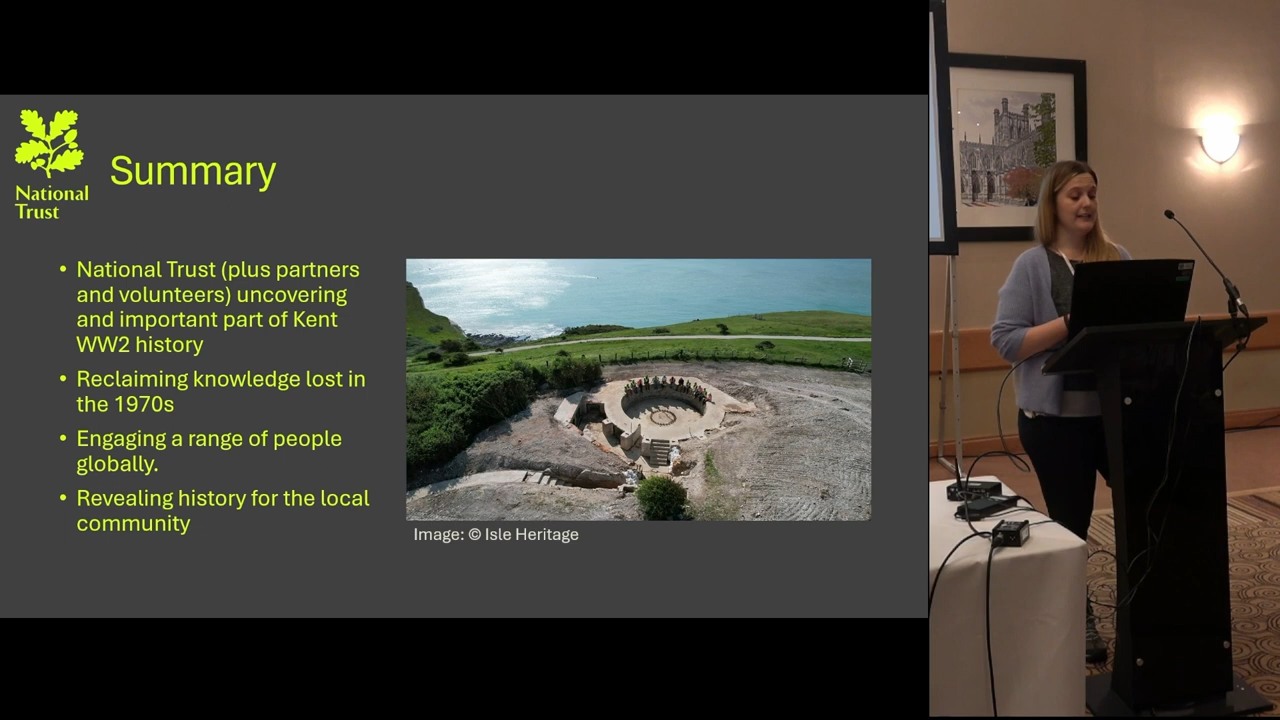 National
Trust
Summary
• National Trust (plus partners
and volunteers) uncovering
and important part of Kent
WW2 history
• Reclaiming knowledge lost in
the 1970s
• Engaging a range of people
globally.
• Revealing history for the local
community
Image: © Isle Heritage